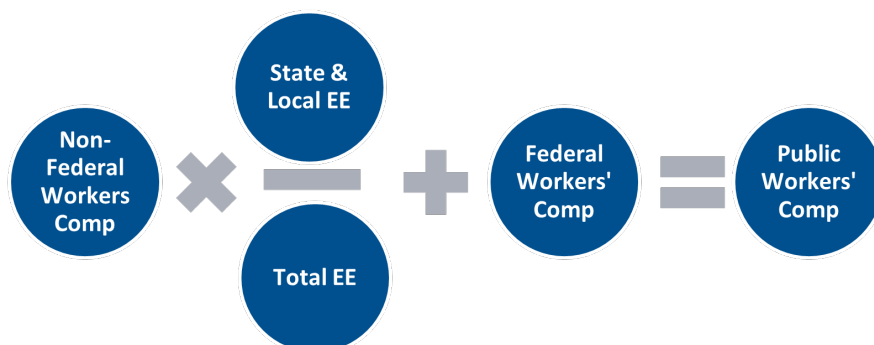 Non-
Federal
Workers
Comp
State &
Local EE
Total EE
Federal
Workers'
Comp
Public
Workers'
Comp